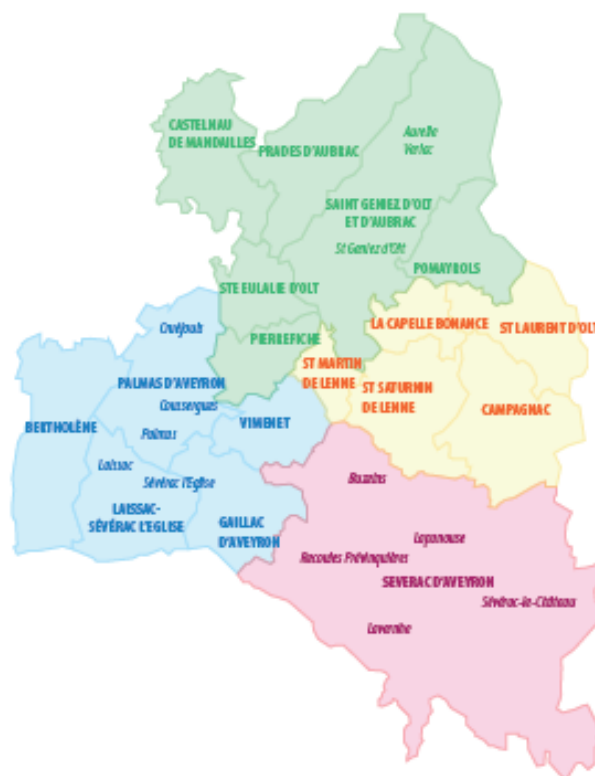 CASTELNAU
DE MANDAILLES
PRADES D'AUBRAC
Aurelle
Verlac
SAINT GENIEZ D'OLT
ET D'AUBRAC
St Geniez d'Olt
POMAYROLS
STE EULALIE D'OLT
PIERREFICHE
LA CAPELLE BONANCE
ST LAURENT D'OLT
ST MARTIN
DE LENNE
ST SATURNIN
DE LENNE
CAMPAGNAC
Cruéjouls
PALMAS D'AVEYRON
Coussergues
Palmas
BERTHOLÈNE
VIMENET
Laissac
Sévérac l'Eglise
LAISSAC-
SÉVÉRAC L'EGLISE
GAILLAC
D'AVEYRON
Buzeins
Lapanouse
Recoules Prévinquières
SEVERAC D'AVEYRON
Sévérac-le-Château
Lavernhe